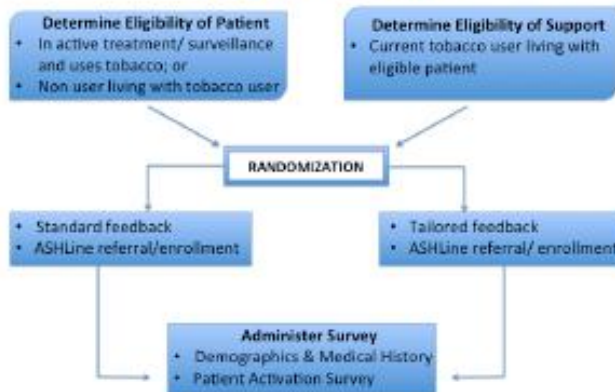 Determine Eligibility of Patient
• In active treatment/ surveillance
and uses tobacco; or
• Non user living with tobacco user
Determine Eligibility of Support
• Current tobacco user living with
eligible patient
RANDOMIZATION
• Standard feedback
• ASHLine referral/enrollment
• Tailored feedback
• ASHLine referral/ enrollment
Administer Survey
• Demographics & Medical History
• Patient Activation Survey